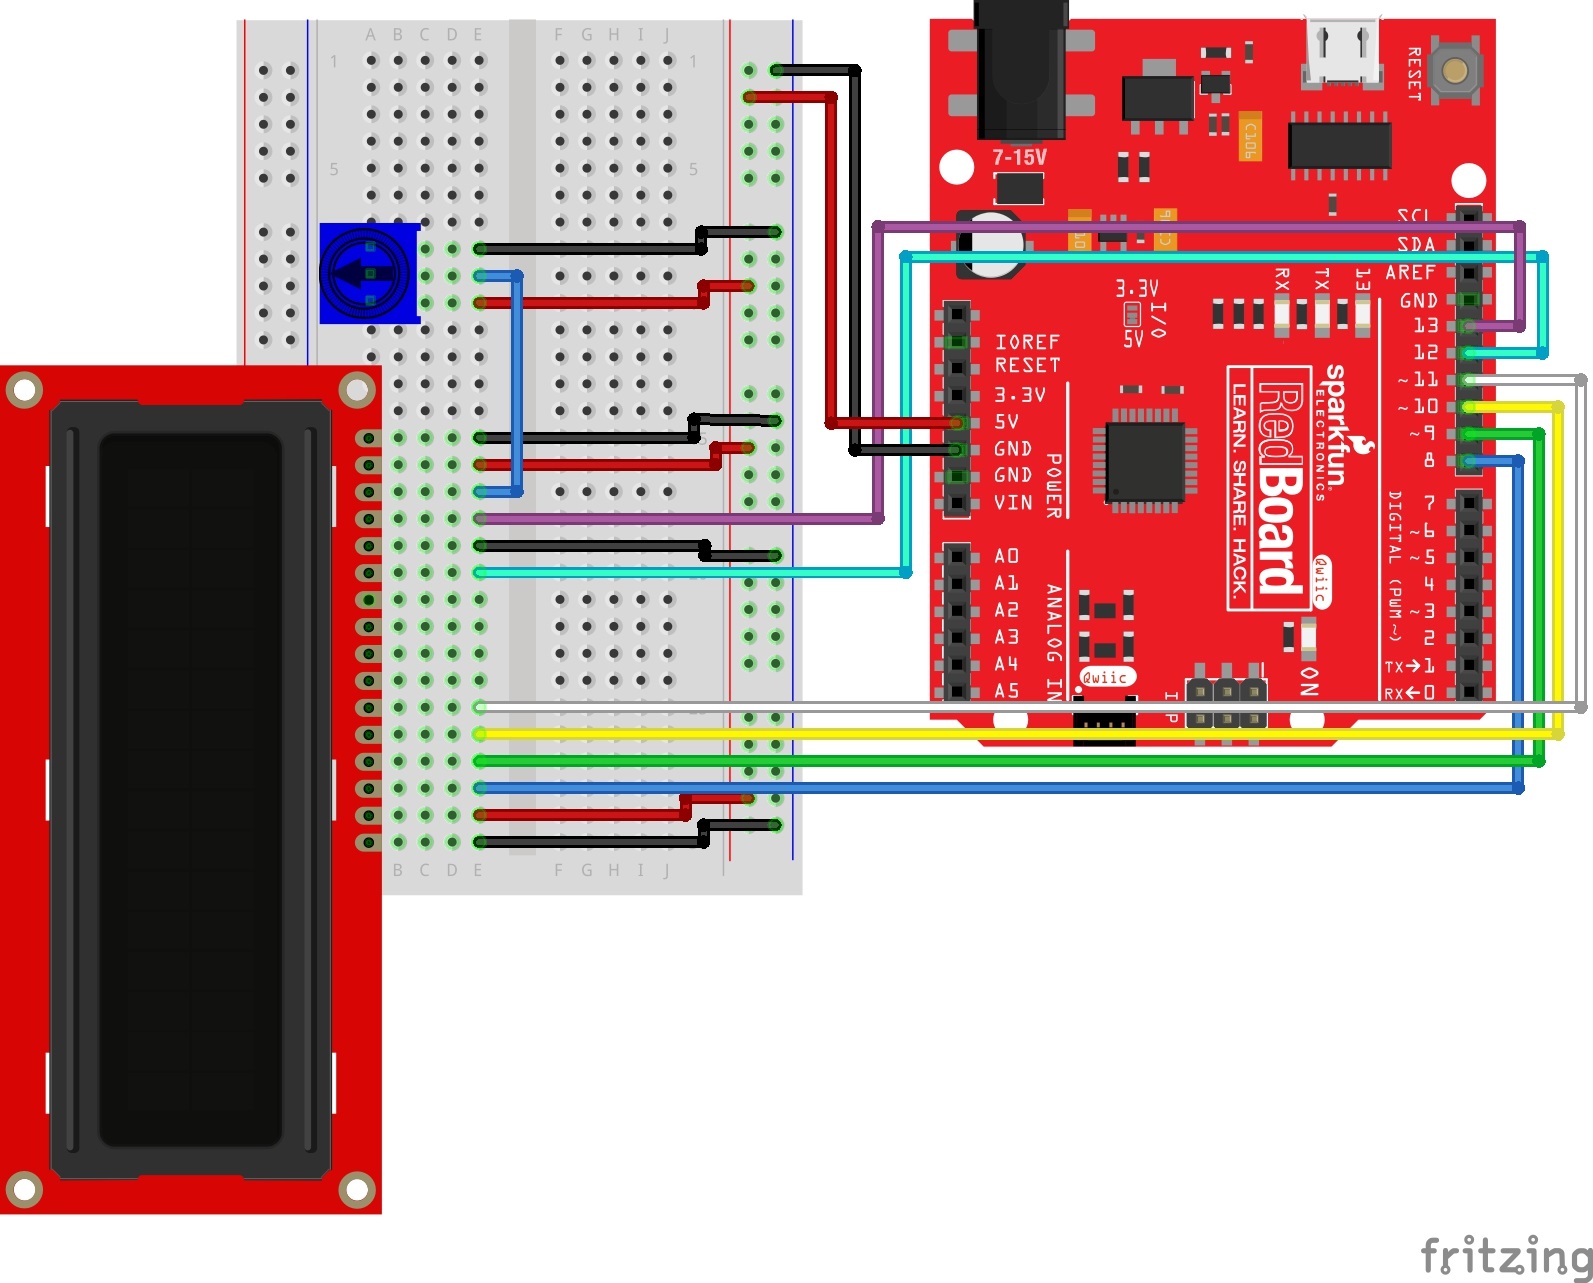 A B C D E F G H I J
1 1
5 5
B C D E F G H I J
7-15V
RESET
C106
SCL
SDA
AREF
GND
13
12
~11
~10
~9
8
7
~6
~5
4
~3
2
TX→1
RX←0
DIGITAL (PWM ~)
RX
TX
13
3.3V
I/O
5V
IOREF
RESET
3.3V
5V
GND
GND
VIN
POWER
A0
A1
A2
A3
A4
A5
ANALOG IN
sparkfun
ELECTRONICS
RedBoard
LEARN. SHARE. HACK.
Qwiic
Qwiic
ON
fritzing